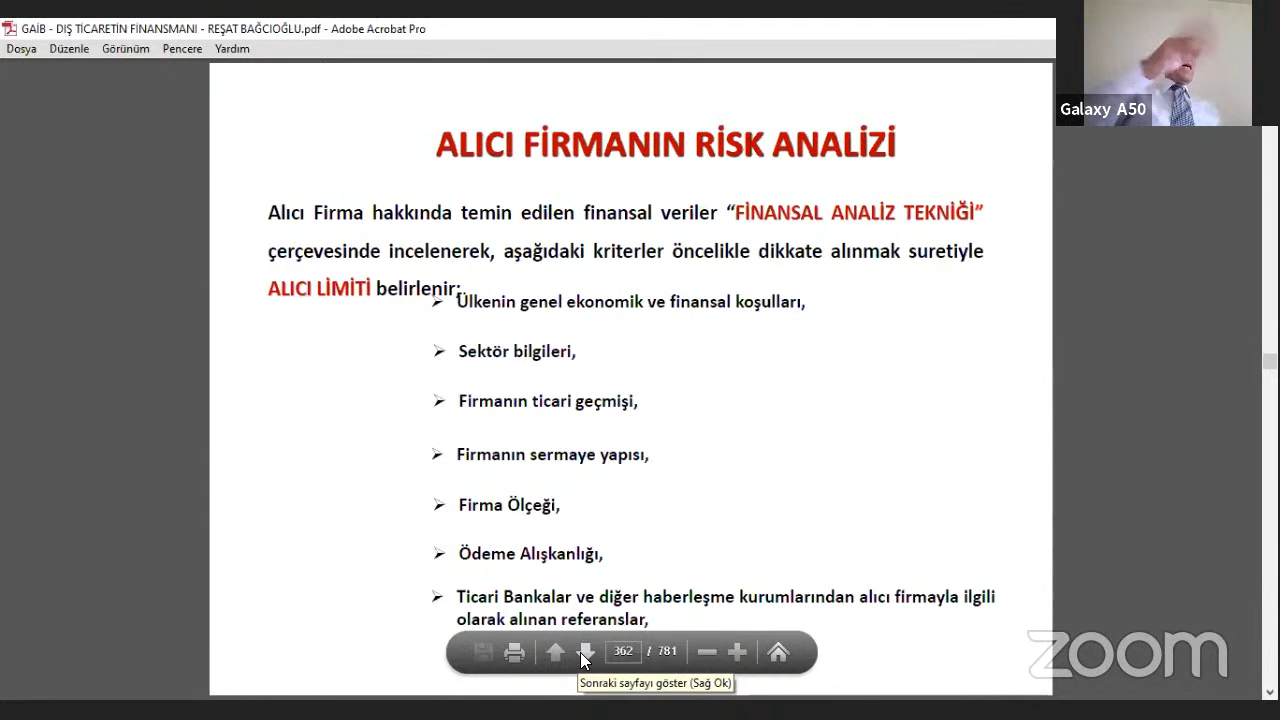 GAİB - DIŞ TİCARETİN FİNANSMANI - REŞAT BAĞCIOĞLU.pdf - Adobe Acrobat Pro
Dosya Düzenle Görünüm Pencere Yardım
Galaxy A50
ALICI FİRMANIN RİSK ANALİZİ
Alıcı Firma hakkında temin edilen finansal veriler “FİNANSAL ANALİZ TEKNİĞİ”
çerçevesinde incelenerek, aşağıdaki kriterler öncelikle dikkate alınmak suretiyle
ALICI LİMİTİ belirlenir;
➢ Ülkenin genel ekonomik ve finansal koşulları,
➢ Sektör bilgileri,
➢ Firmanın ticari geçmişi,
➢ Firmanın sermaye yapısı,
➢ Firma Ölçeği,
➢ Ödeme Alışkanlığı,
➢ Ticari Bankalar ve diğer haberleşme kurumlarından alıcı firmayla ilgili
olarak alınan referanslar,
362 / 781
Sonraki sayfayı göster (Sağ Ok)
zoom